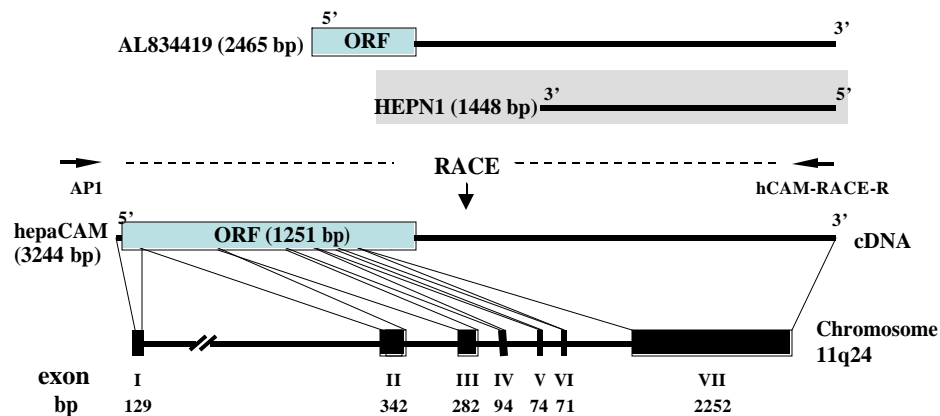 5’
AL834419 (2465 bp) ORF 3’
HEPN1 (1448 bp) 3’ 5’
RACE
AP1 hCAM-RACE-R
hepaCAM 5’ ORF (1251 bp) 3’ cDNA
(3244 bp)
Chromosome
11q24
exon I II III IV V VI VII
bp 129 342 282 94 74 71 2252